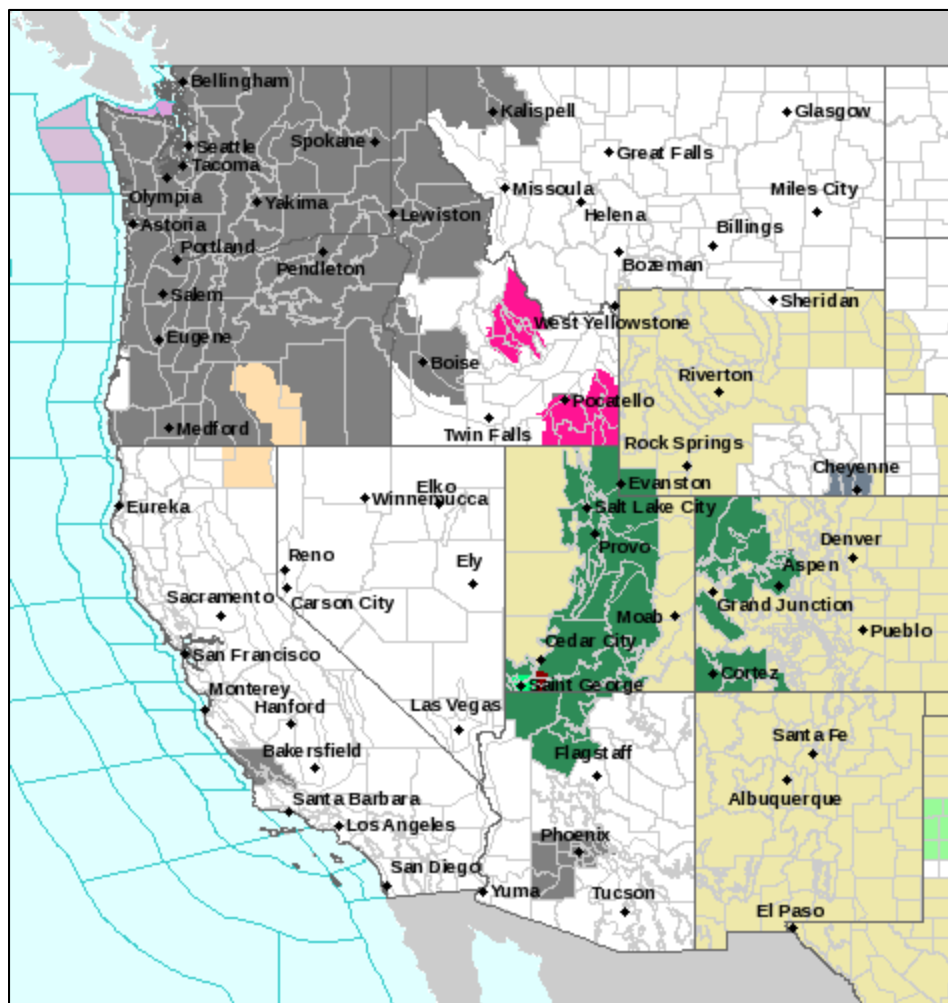 Bellingham
Kalispell
Glasgow
Seattle
Spokane
Great Falls
Tacoma
Olympia
Yakima
Missoula
Helena
Miles City
Lewiston
Astoria
Portland
Pendleton
Billings
Bozeman
Salem
Sheridan
West Yellowstone
Eugene
Boise
Riverton
Pocatello
Medford
Twin Falls
Rock Springs
Cheyenne
Elko
Winnemucca
Evanston
Eureka
Salt Lake City
Provo
Denver
Reno
Ely
Aspen
Sacramento
Carson City
Grand Junction
Moab
Pueblo
Cedar City
San Francisco
Cortez
Saint George
Monterey
Hanford
Las Vegas
Santa Fe
Bakersfield
Flagstaff
Albuquerque
Santa Barbara
Los Angeles
Phoenix
San Diego
Yuma
Tucson
El Paso